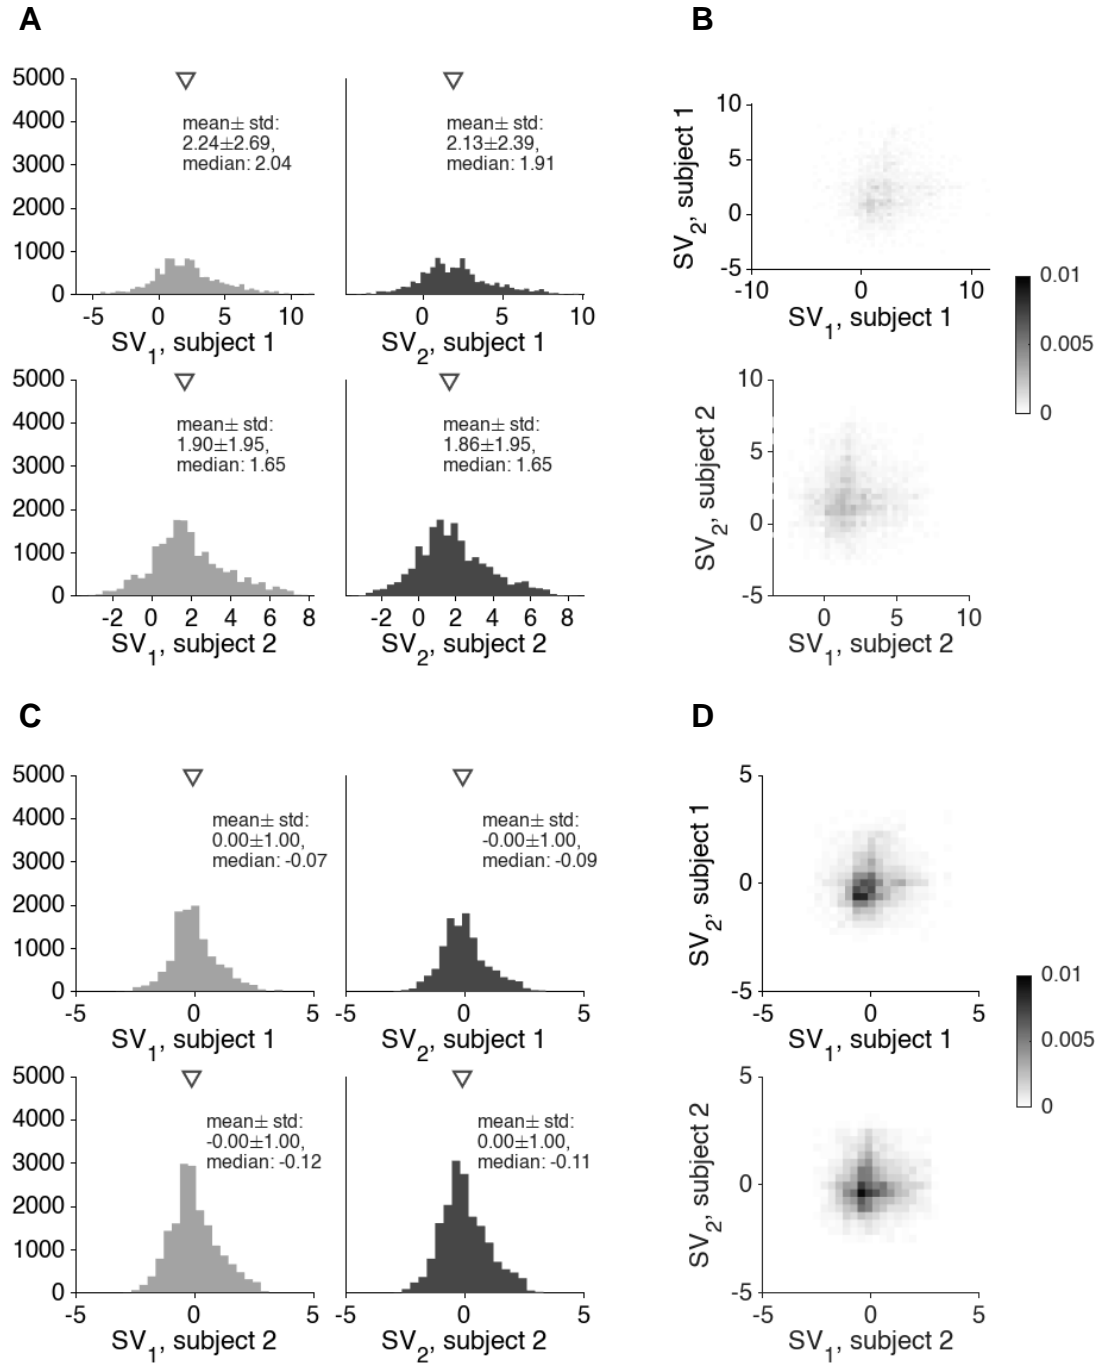 A
B
5000
4000
3000
2000
1000
0
mean± std:
2.24±2.69,
median: 2.04
-5
0
5
10
SV1, subject 1
mean± std:
2.13±2.39,
median: 1.91
0
5
10
SV2, subject 1
10
5
0
-5
SV2, subject 1
-10
0
10
SV1, subject 1
0.01
0.005
0
5000
4000
3000
2000
1000
0
mean± std:
1.90±1.95,
median: 1.65
-2
0
2
4
6
8
SV1, subject 2
mean± std:
1.86±1.95,
median: 1.65
-2
0
2
4
6
8
SV2, subject 2
10
5
0
-5
SV2, subject 2
0
5
10
SV1, subject 2
C
D
5000
4000
3000
2000
1000
0
mean± std:
0.00±1.00,
median: -0.07
-5
0
5
SV1, subject 1
mean± std:
-0.00±1.00,
median: -0.09
-5
0
5
SV2, subject 1
5
0
-5
SV2, subject 1
-5
0
5
SV1, subject 1
0.01
0.005
0
5000
4000
3000
2000
1000
0
mean± std:
-0.00±1.00,
median: -0.12
-5
0
5
SV1, subject 2
mean± std:
0.00±1.00,
median: -0.11
-5
0
5
SV2, subject 2
5
0
-5
SV2, subject 2
-5
0
5
SV1, subject 2